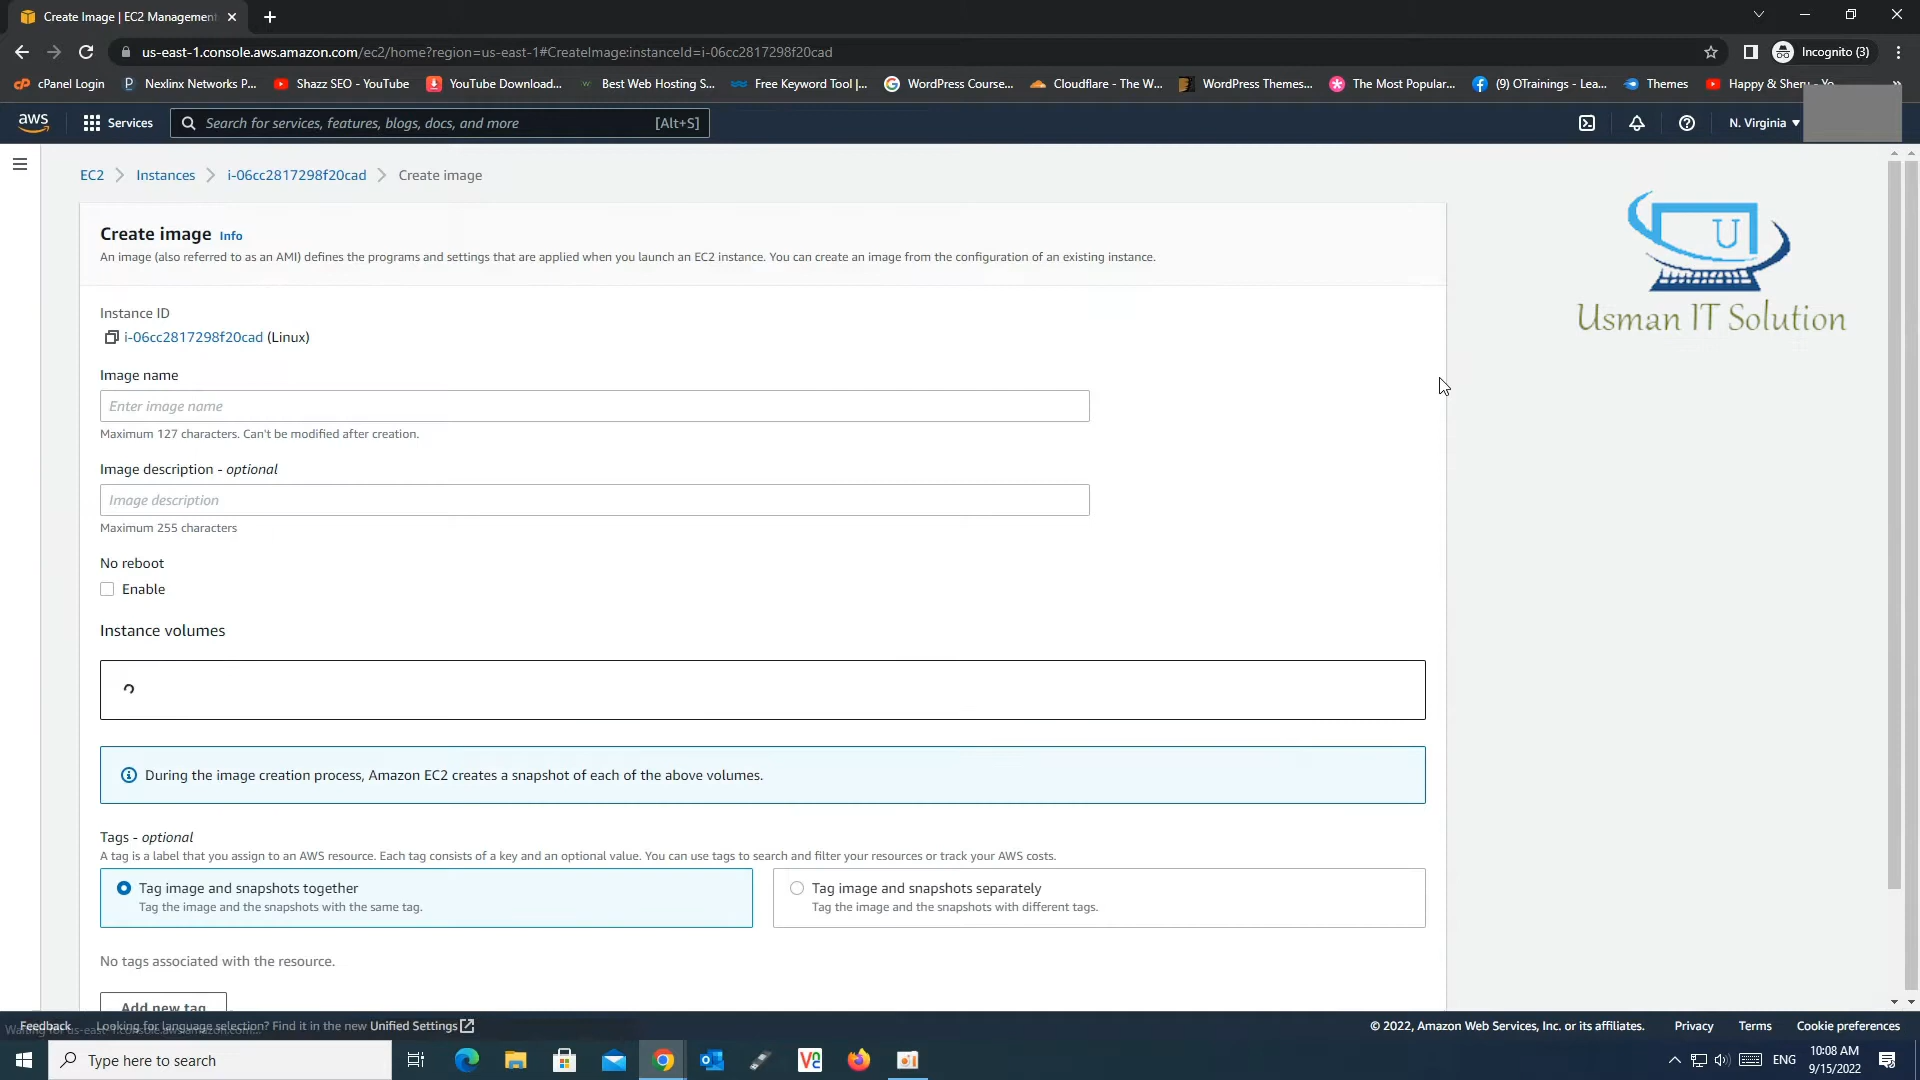 Create Image | EC2 Management
us-east-1.console.aws.amazon.com/ec2/home?region=us-east-1#CreateImage:instanceId=i-06cc2817298f20cad
Incognito (3)
cPanel Login
Nexlinx Networks P...
Shazz SEO - YouTube
YouTube Download...
Best Web Hosting S...
Free Keyword Tool |...
WordPress Course...
Cloudflare - The W...
WordPress Themes...
The Most Popular...
(9) OTrainings - Lea...
Themes
Happy & Sher
aws
Services
Search for services, features, blogs, docs, and more
[Alt+S]
N. Virginia
EC2 > Instances > i-06cc2817298f20cad > Create image
Create image Info
An image (also referred to as an AMI) defines the programs and settings that are applied when you launch an EC2 instance. You can create an image from the configuration of an existing instance.
U
Usman IT Solution
Instance ID
i-06cc2817298f20cad (Linux)
Image name
Enter image name
Maximum 127 characters. Can't be modified after creation.
Image description - optional
Image description
Maximum 255 characters
No reboot
Enable
Instance volumes
During the image creation process, Amazon EC2 creates a snapshot of each of the above volumes.
Tags - optional
A tag is a label that you assign to an AWS resource. Each tag consists of a key and an optional value. You can use tags to search and filter your resources or track your AWS costs.
Tag image and snapshots together
Tag the image and the snapshots with the same tag.
Tag image and snapshots separately
Tag the image and the snapshots with different tags.
No tags associated with the resource.
Add new tag
Feedback
Looking for language selection? Find it in the new Unified Settings
© 2022, Amazon Web Services, Inc. or its affiliates.
Privacy
Terms
Cookie preferences
Type here to search
ENG
10:08 AM
9/15/2022